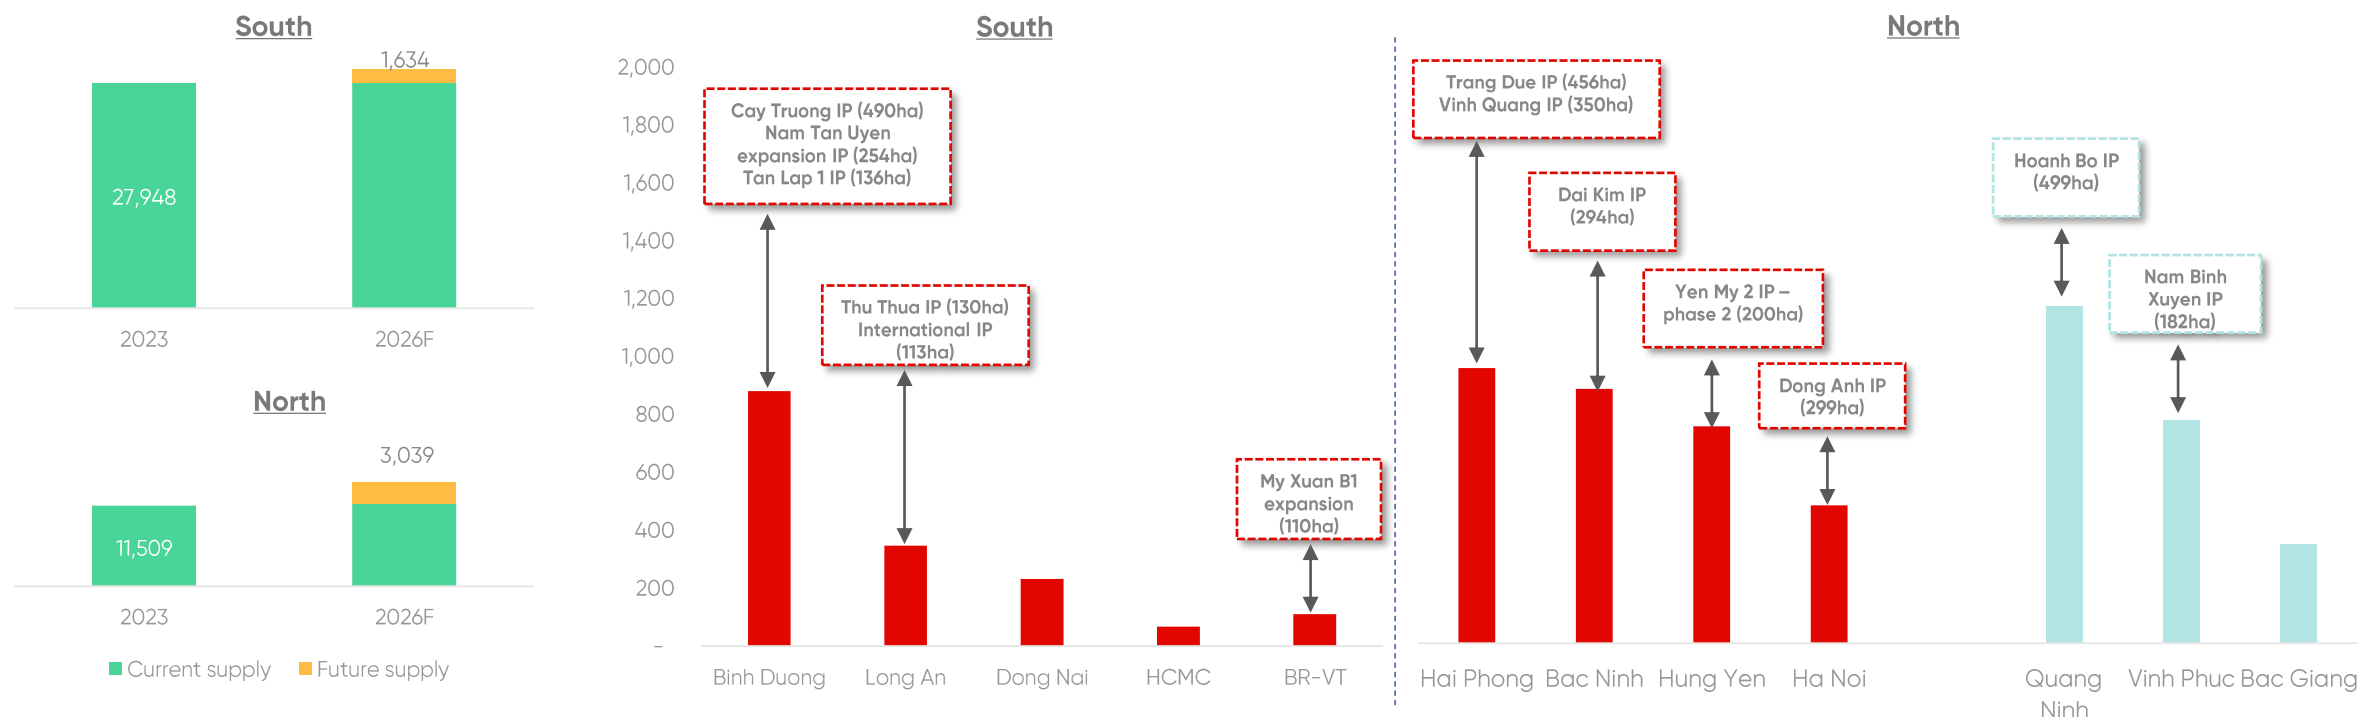 South
1,634
27,948
2023
2026F
North
3,039
11,509
2023
2026F
Current supply
Future supply
South
2,000
1,800
1,600
1,400
1,200
1,000
800
600
400
200
-
Cay Truong IP (490ha)
Nam Tan Uyen
expansion IP (254ha)
Tan Lap 1 IP (136ha)
Thu Thua IP (130ha)
International IP
(113ha)
My Xuan B1
expansion
(110ha)
Binh Duong
Long An
Dong Nai
HCMC
BR-VT
North
Trang Due IP (456ha)
Vinh Quang IP (350ha)
Dai Kim IP
(294ha)
Yen My 2 IP –
phase 2 (200ha)
Dong Anh IP
(299ha)
Hoanh Bo IP
(499ha)
Nam Binh
Xuyen IP
(182ha)
Hai Phong
Bac Ninh
Hung Yen
Ha Noi
Quang
Ninh
Vinh Phuc
Bac Giang